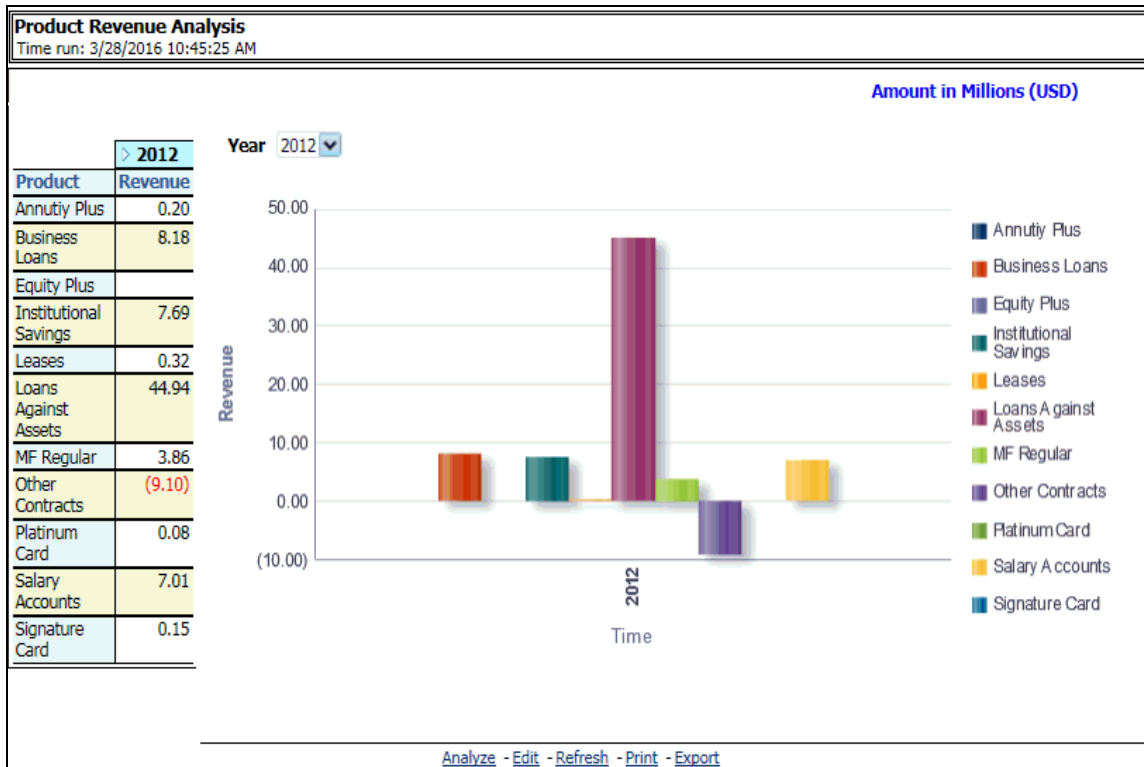 Product Revenue Analysis
Time run: 3/28/2016 10:45:25 AM
Amount in Millions (USD)
Year 2012
2012
Product Revenue
Annutiy Plus 0.20
Business
Loans 8.18
Equity Plus
Institutional
Savings 7.69
Leases 0.32
Loans
Against
Assets 44.94
MF Regular 3.86
Other
Contracts (9.10)
Platinum
Card 0.08
Salary
Accounts 7.01
Signature
Card 0.15
50.00
40.00
30.00
20.00
10.00
0.00
(10.00)
Revenue
2012
Time
Annutiy Plus
Business Loans
Equity Plus
Institutional
Savings
Leases
Loans Against
Assets
MF Regular
Other Contracts
Platinum Card
Salary Accounts
Signature Card
Analyze - Edit - Refresh - Print - Export